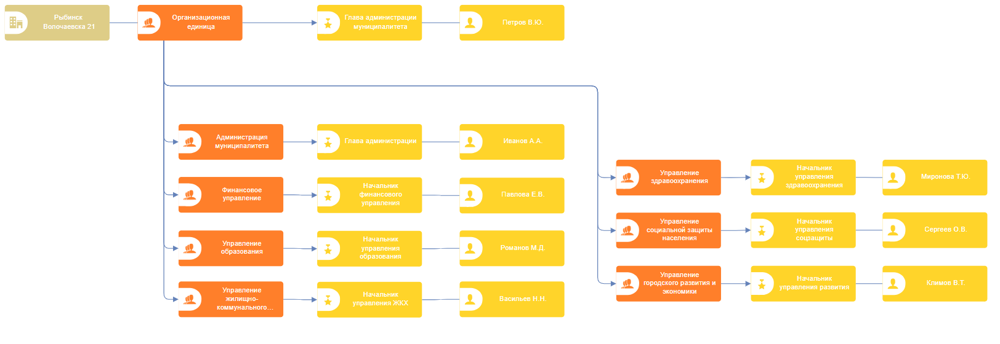 Рыбинск
Волочаевска 21
Организационная
единица
Глава администрации
муниципалитета
Петров В.Ю.
Администрация
муниципалитета
Глава администрации
Иванов А.А.
Финансовое
управление
Начальник
финансового
управления
Павлова Е.В.
Управление
образования
Начальник
управления
образования
Романов М.Д.
Управление
жилищно-
коммунального...
Начальник
управления ЖКХ
Васильев Н.Н.
Управление
здравоохранения
Начальник
управления
здравоохранения
Миронова Т.Ю.
Управление
социальной защиты
населения
Начальник
управления
соцзащиты
Сергеев О.В.
Управление
городского развития и
экономики
Начальник
управления развития
Климов В.Т.